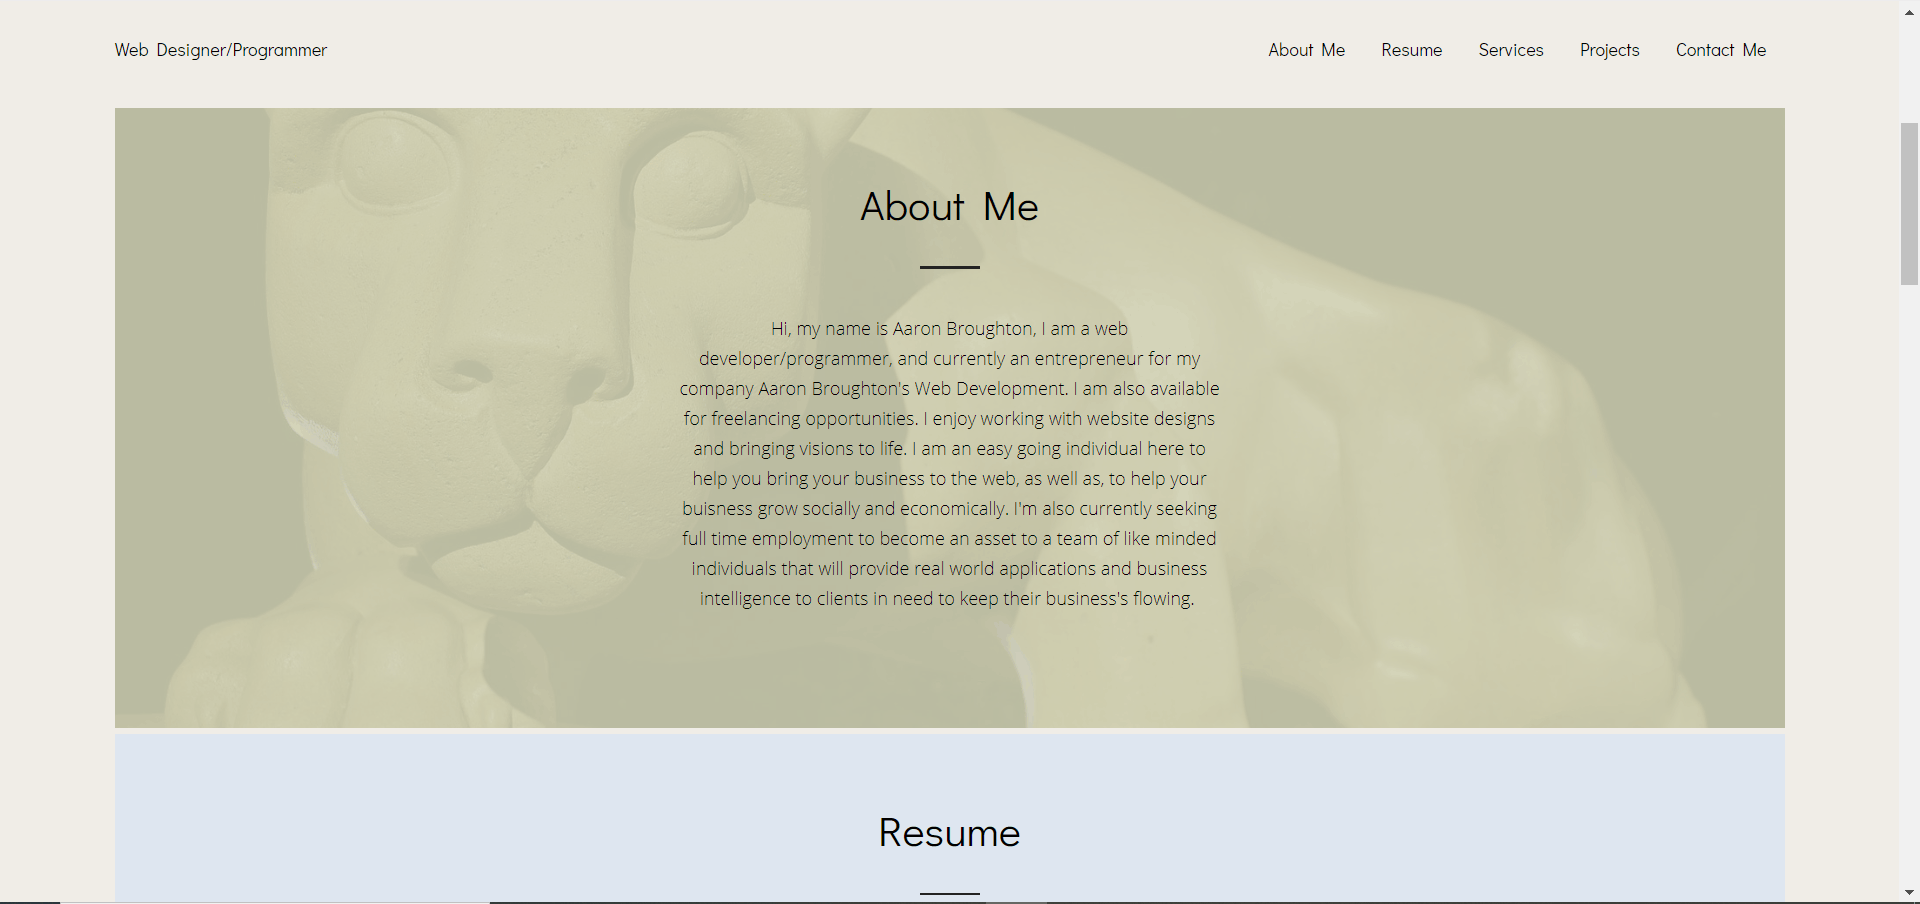 Web Designer/Programmer
About Me Resume Services Projects Contact Me
About Me
Hi, my name is Aaron Broughton, I am a web
developer/programmer, and currently an entrepreneur for my
company Aaron Broughton's Web Development. I am also available
for freelancing opportunities. I enjoy working with website designs
and bringing visions to life. I am an easy going individual here to
help you bring your business to the web, as well as, to help your
buisness grow socially and economically. I'm also currently seeking
full time employment to become an asset to a team of like minded
individuals that will provide real world applications and business
intelligence to clients in need to keep their business's flowing.
Resume